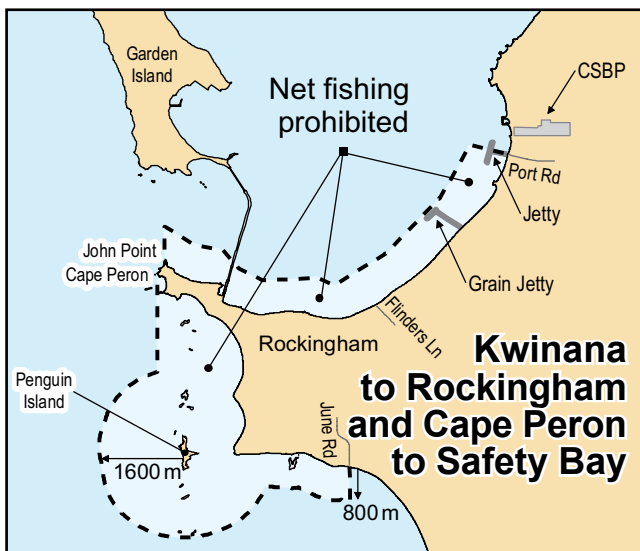 Garden
Island
CSBP
Net fishing
prohibited
Port Rd
Jetty
John Point
Cape Peron
Grain Jetty
Flinders Ln
Rockingham
Kwinana
to Rockingham
and Cape Peron
to Safety Bay
Penguin
Island
June Rd
1600 m
800 m